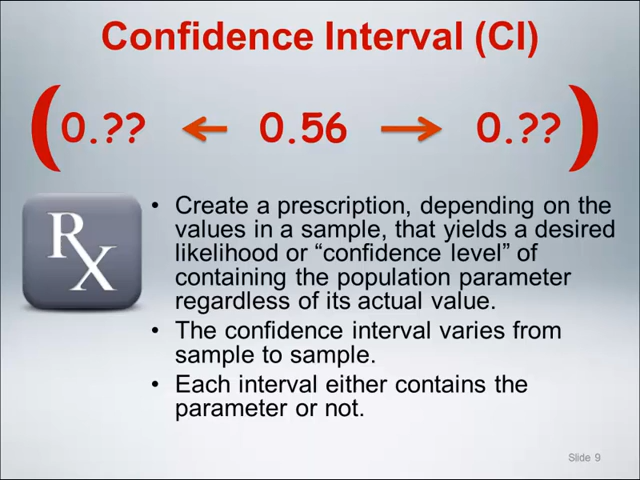 Confidence Interval (CI)
(0.?? ← 0.56 → 0.??)
Rx
• Create a prescription, depending on the
values in a sample, that yields a desired
likelihood or “confidence level” of
containing the population parameter
regardless of its actual value.
• The confidence interval varies from
sample to sample.
• Each interval either contains the
parameter or not.
Slide 9